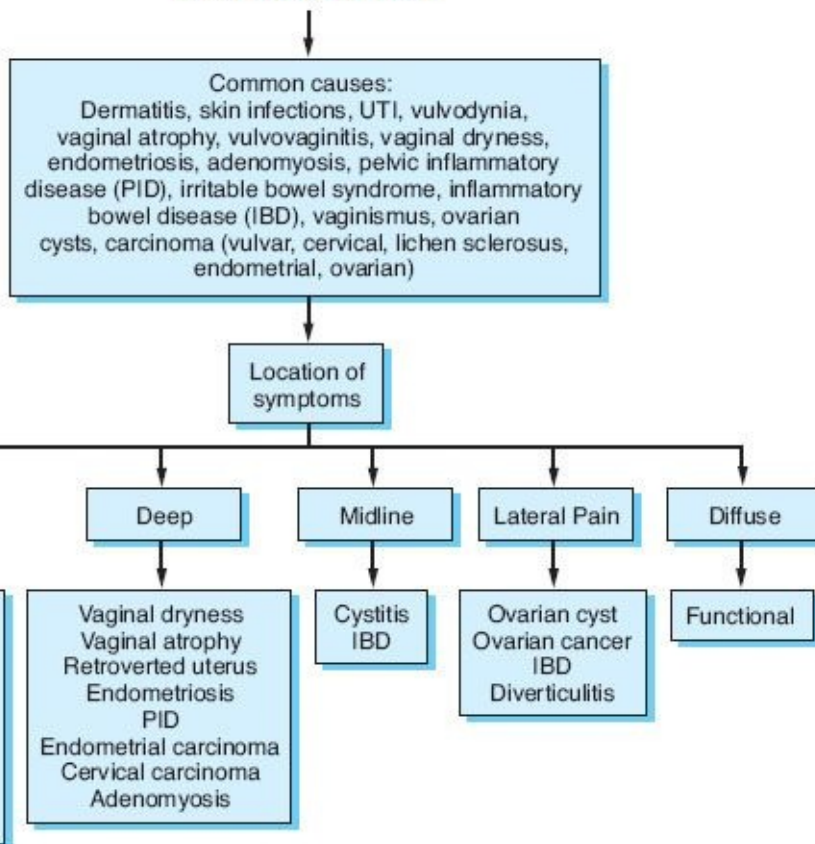 Common causes:
Dermatitis, skin infections, UTI, vulvodynia,
vaginal atrophy, vulvovaginitis, vaginal dryness,
endometriosis, adenomyosis, pelvic inflammatory
disease (PID), irritable bowel syndrome, inflammatory
bowel disease (IBD), vaginismus, ovarian
cysts, carcinoma (vulvar, cervical, lichen sclerosus,
endometrial, ovarian)
Location of
symptoms
Deep
Midline
Lateral Pain
Diffuse
Vaginal dryness
Vaginal atrophy
Retroverted uterus
Endometriosis
PID
Endometrial carcinoma
Cervical carcinoma
Adenomyosis
Cystitis
IBD
Ovarian cyst
Ovarian cancer
IBD
Diverticulitis
Functional